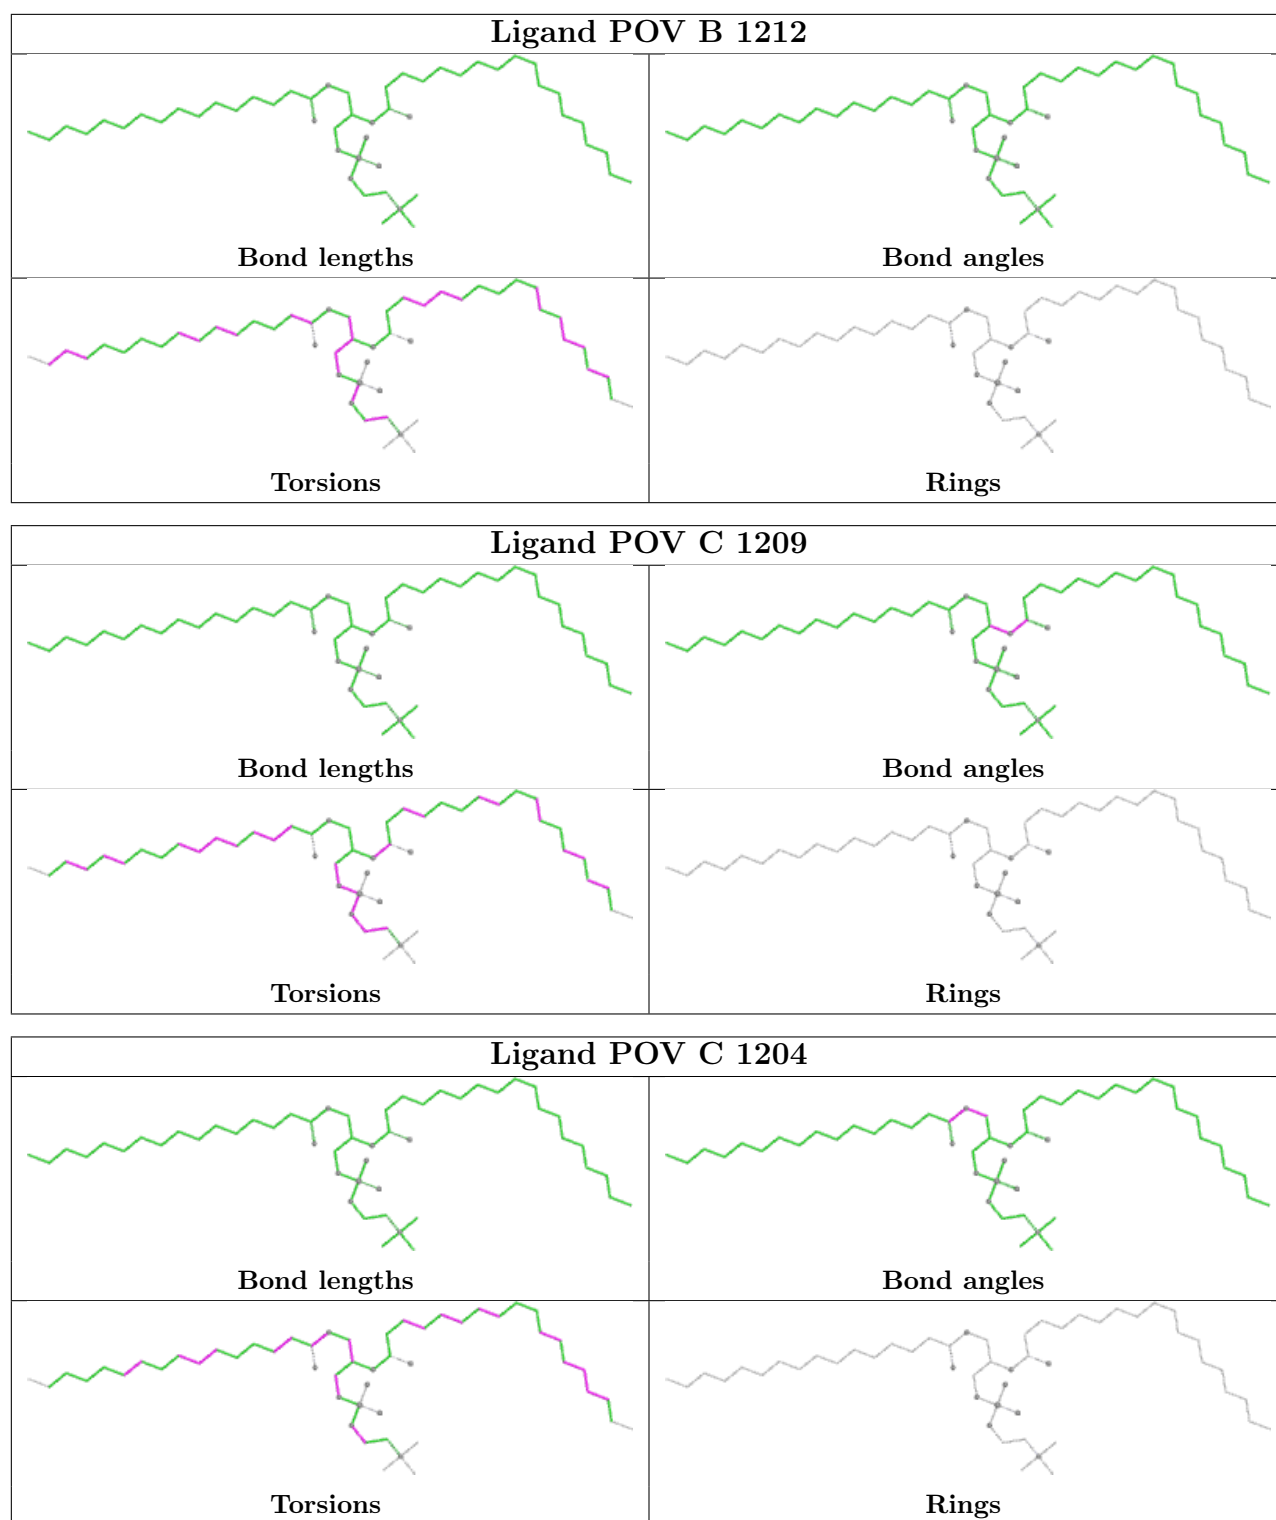 Ligand POV B 1212
Bond lengths
Bond angles
Torsions
Rings
Ligand POV C 1209
Bond lengths
Bond angles
Torsions
Rings
Ligand POV C 1204
Bond lengths
Bond angles
Torsions
Rings